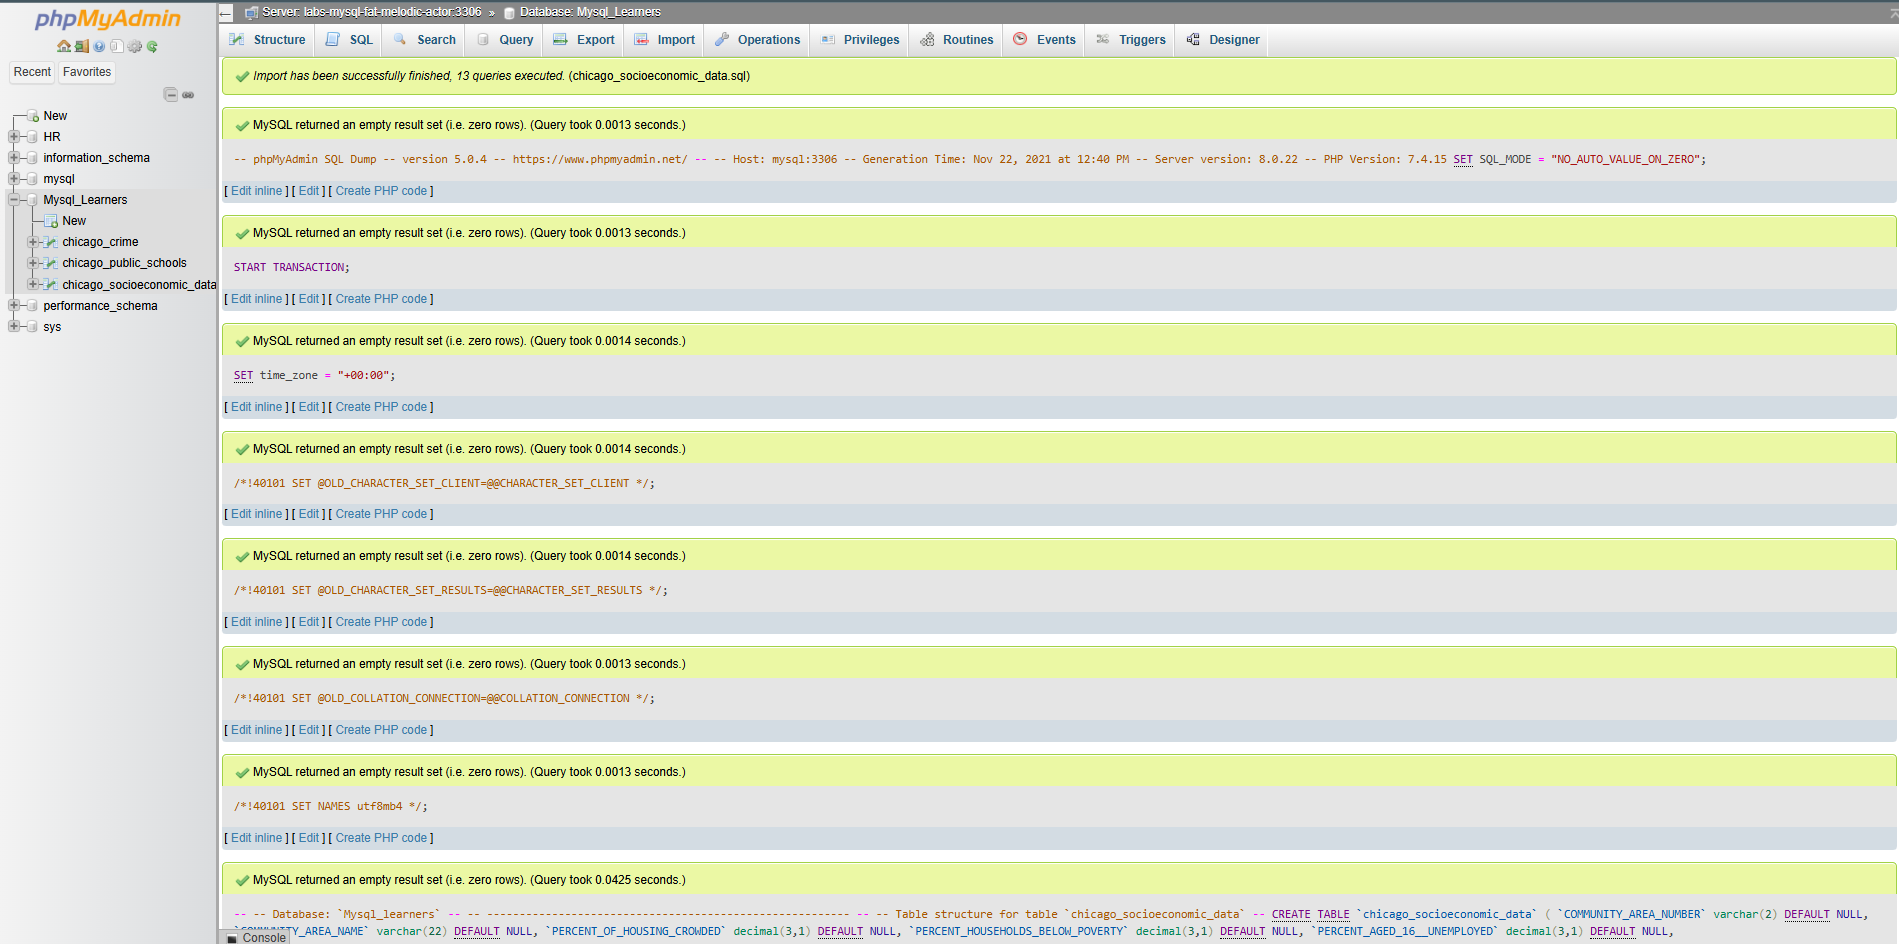 phpMyAdmin
Recent Favorites
New
HR
information_schema
mysql
Mysql_Learners
New
chicago_crime
chicago_public_schools
chicago_socioeconomic_data
performance_schema
sys
← Server: labs-mysql-fat-melodic-actor:3306 » Database: Mysql_Learners
Structure SQL Search Query Export Import Operations Privileges Routines Events Triggers Designer
Import has been successfully finished, 13 queries executed. (chicago_socioeconomic_data.sql)
MySQL returned an empty result set (i.e. zero rows). (Query took 0.0013 seconds.)
-- phpMyAdmin SQL Dump -- version 5.0.4 -- https://www.phpmyadmin.net/ -- -- Host: mysql:3306 -- Generation Time: Nov 22, 2021 at 12:40 PM -- Server version: 8.0.22 -- PHP Version: 7.4.15 SET SQL_MODE = "NO_AUTO_VALUE_ON_ZERO";
[ Edit inline ] [ Edit ] [ Create PHP code ]
MySQL returned an empty result set (i.e. zero rows). (Query took 0.0013 seconds.)
START TRANSACTION;
[ Edit inline ] [ Edit ] [ Create PHP code ]
MySQL returned an empty result set (i.e. zero rows). (Query took 0.0014 seconds.)
SET time_zone = "+00:00";
[ Edit inline ] [ Edit ] [ Create PHP code ]
MySQL returned an empty result set (i.e. zero rows). (Query took 0.0014 seconds.)
/*!40101 SET @OLD_CHARACTER_SET_CLIENT=@@CHARACTER_SET_CLIENT */;
[ Edit inline ] [ Edit ] [ Create PHP code ]
MySQL returned an empty result set (i.e. zero rows). (Query took 0.0014 seconds.)
/*!40101 SET @OLD_CHARACTER_SET_RESULTS=@@CHARACTER_SET_RESULTS */;
[ Edit inline ] [ Edit ] [ Create PHP code ]
MySQL returned an empty result set (i.e. zero rows). (Query took 0.0013 seconds.)
/*!40101 SET @OLD_COLLATION_CONNECTION=@@COLLATION_CONNECTION */;
[ Edit inline ] [ Edit ] [ Create PHP code ]
MySQL returned an empty result set (i.e. zero rows). (Query took 0.0013 seconds.)
/*!40101 SET NAMES utf8mb4 */;
[ Edit inline ] [ Edit ] [ Create PHP code ]
MySQL returned an empty result set (i.e. zero rows). (Query took 0.0425 seconds.)
-- -- Database: `Mysql_learners` -- -- -------------------------------------------------------- -- -- Table structure for table `chicago_socioeconomic_data` -- CREATE TABLE `chicago_socioeconomic_data` ( `COMMUNITY_AREA_NUMBER` varchar(2) DEFAULT NULL,
`COMMUNITY_AREA_NAME` varchar(22) DEFAULT NULL, `PERCENT_OF_HOUSING_CROWDED` decimal(3,1) DEFAULT NULL, `PERCENT_HOUSEHOLDS_BELOW_POVERTY` decimal(3,1) DEFAULT NULL, `PERCENT_AGED_16__UNEMPLOYED` decimal(3,1) DEFAULT NULL,
Console